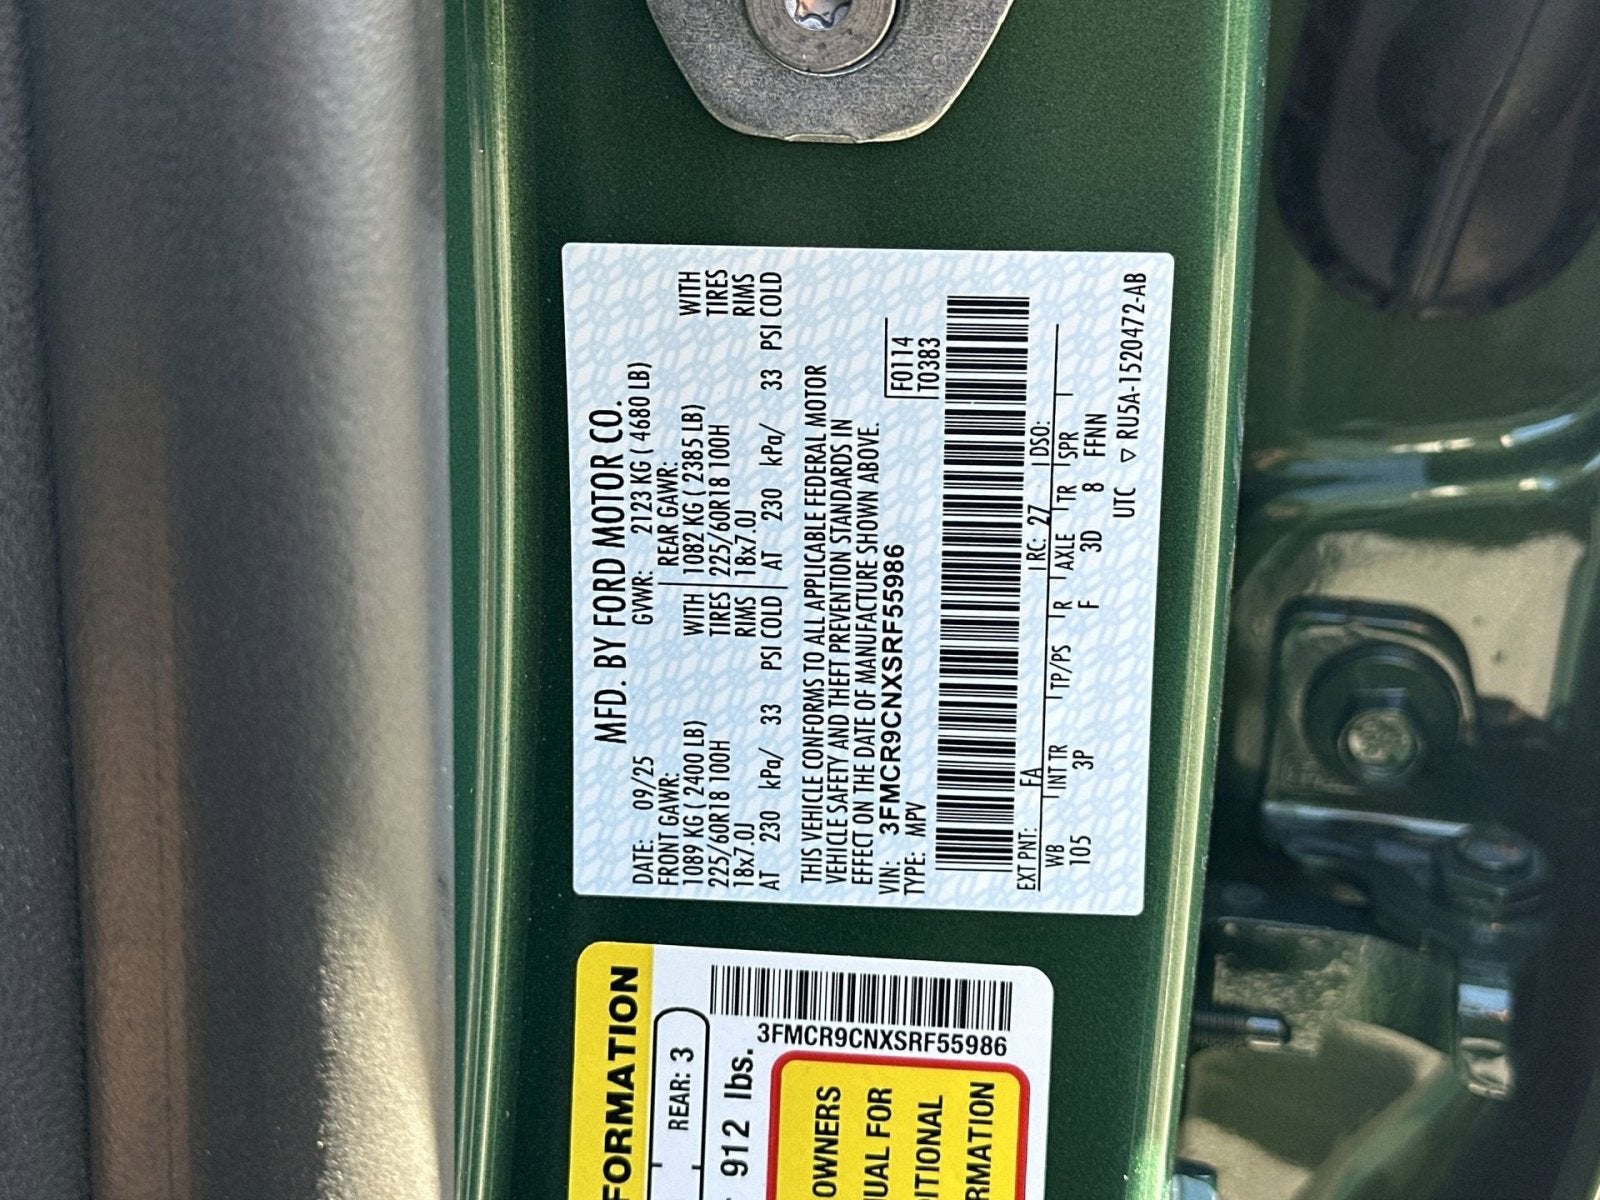 MFD. BY FORD MOTOR CO.
DATE: 09/25 GVWR: 2123 KG ( 4680 LB)
FRONT GAWR: REAR GAWR:
1089 KG ( 2400 LB) WITH 1082 KG ( 2385 LB) WITH
225/60R18 100H TIRES 225/60R18 100H TIRES
18x7.0J RIMS 18x7.0J RIMS
AT 230 kPa/ 33 PSI COLD AT 230 kPa/ 33 PSI COLD
THIS VEHICLE CONFORMS TO ALL APPLICABLE FEDERAL MOTOR
VEHICLE SAFETY AND THEFT PREVENTION STANDARDS IN
EFFECT ON THE DATE OF MANUFACTURE SHOWN ABOVE.
VIN: 3FMCR9CNXSRF55986 F0114
TYPE: MPV T0383
EXT PNT: FA RC: 27 DSO:
WB INT TR TP/PS R AXLE TR SPR
105 3P F 3D 8 FFNN
UTC ▽ RU5A-1520472-AB
FORMATION
REAR: 3
912 lbs.
3FMCR9CNXSRF55986
OWNERS
FOR